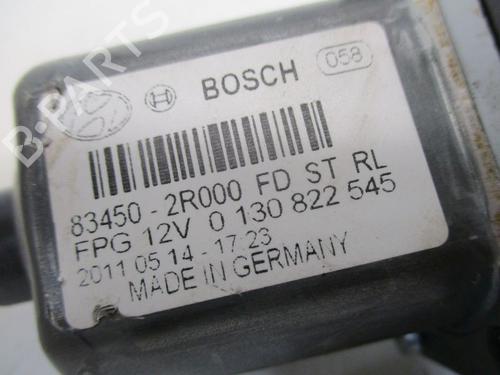 BOSCH
058
83450-2R000 FD ST RL
FPG 12V 0 130 822 545
2011 05 14-17:23
MADE IN GERMANY
B-PARTS